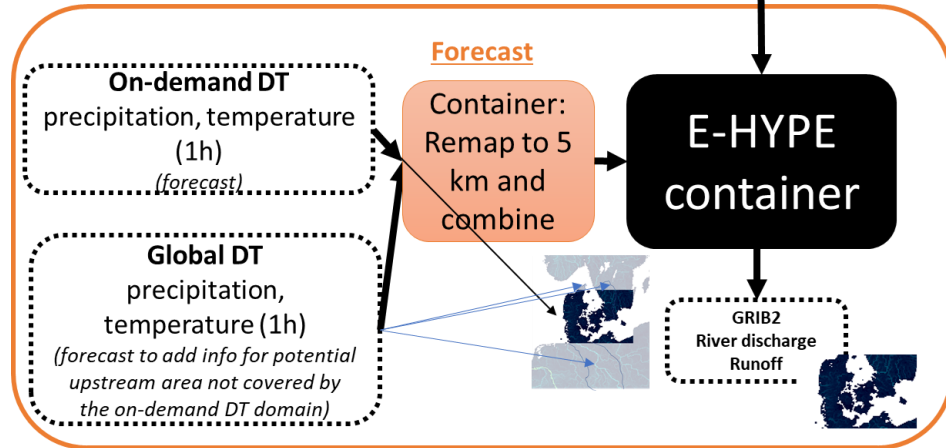 Forecast
On-demand DT
precipitation, temperature
(1h)
(forecast)
Global DT
precipitation,
temperature (1h)
(forecast to add info for potential
upstream area not covered by
the on-demand DT domain)
Container:
Remap to 5
km and
combine
E-HYPE
container
GRIB2
River discharge
Runoff